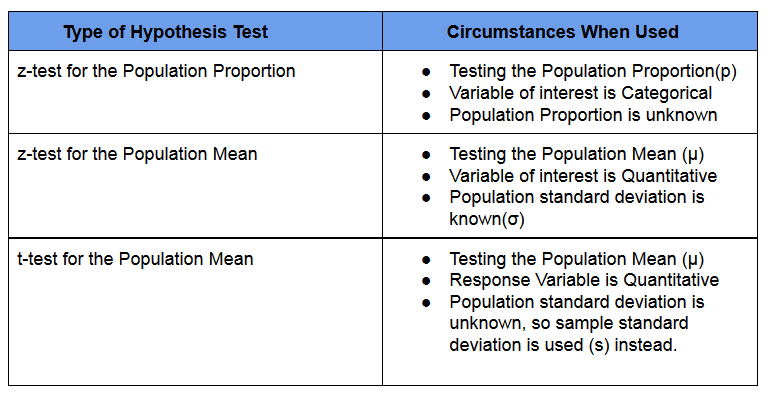 Type of Hypothesis Test
Circumstances When Used
z-test for the Population Proportion
● Testing the Population Proportion(p)
● Variable of interest is Categorical
● Population Proportion is unknown
z-test for the Population Mean
● Testing the Population Mean (μ)
● Variable of interest is Quantitative
● Population standard deviation is
known(σ)
t-test for the Population Mean
● Testing the Population Mean (μ)
● Response Variable is Quantitative
● Population standard deviation is
unknown, so sample standard
deviation is used (s) instead.